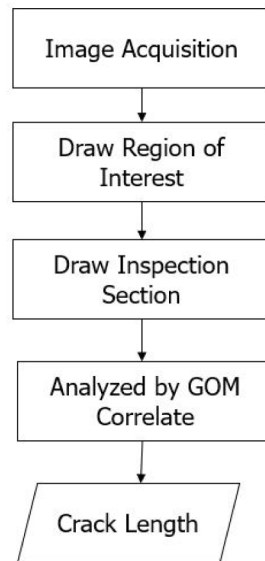 Image Acquisition
Draw Region of
Interest
Draw Inspection
Section
Analyzed by GOM
Correlate
Crack Length